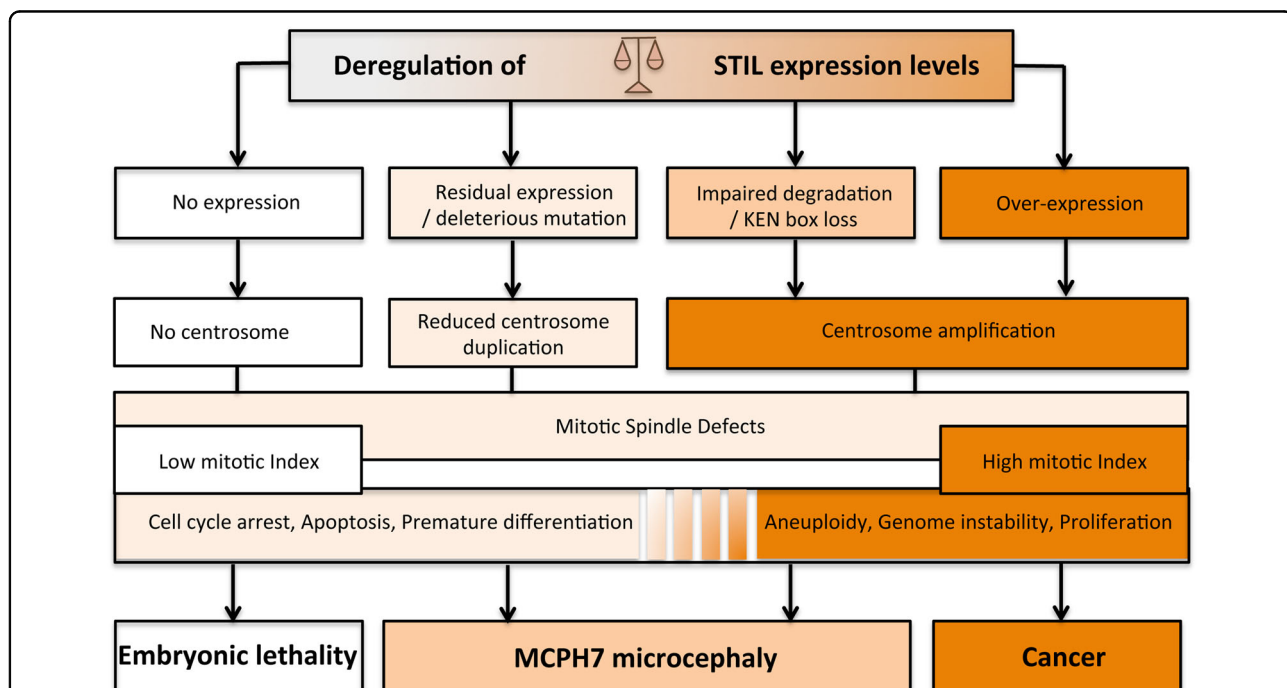 Deregulation of STIL expression levels
No expression
Residual expression
/ deleterious mutation
Impaired degradation
/ KEN box loss
Over-expression
No centrosome
Reduced centrosome
duplication
Centrosome amplification
Mitotic Spindle Defects
Low mitotic Index
High mitotic Index
Cell cycle arrest, Apoptosis, Premature differentiation
Aneuploidy, Genome instability, Proliferation
Embryonic lethality
MCPH7 microcephaly
Cancer